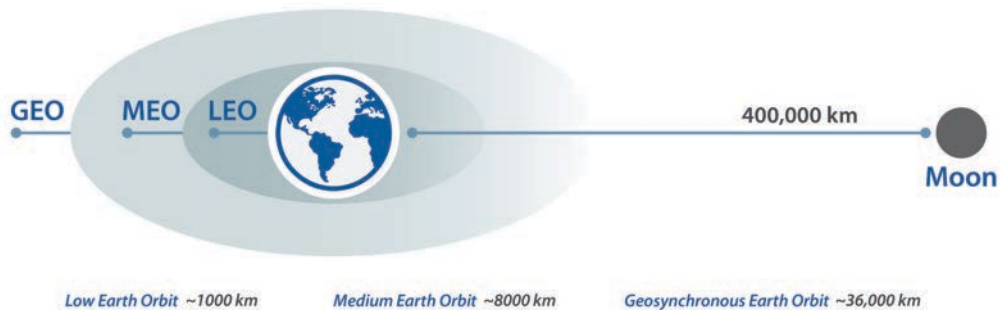 GEO MEO LEO
400,000 km
Moon
Low Earth Orbit ~1000 km Medium Earth Orbit ~8000 km Geosynchronous Earth Orbit ~36,000 km